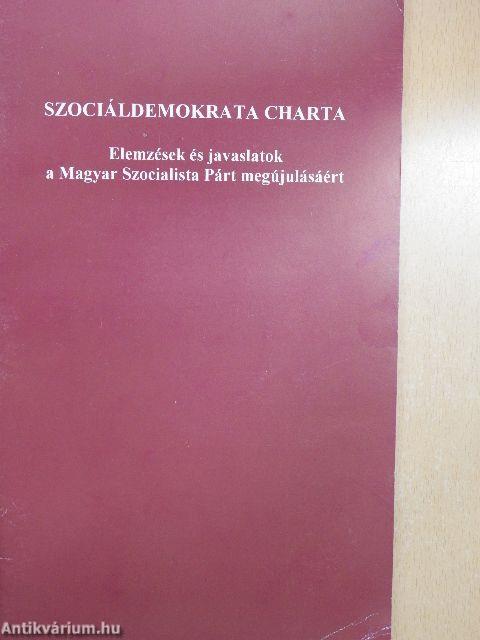 SZOCIÁLDEMOKRATA CHARTA
Elemzések és javaslatok
a Magyar Szocialista Párt megújulásáért
Antikvárium.hu